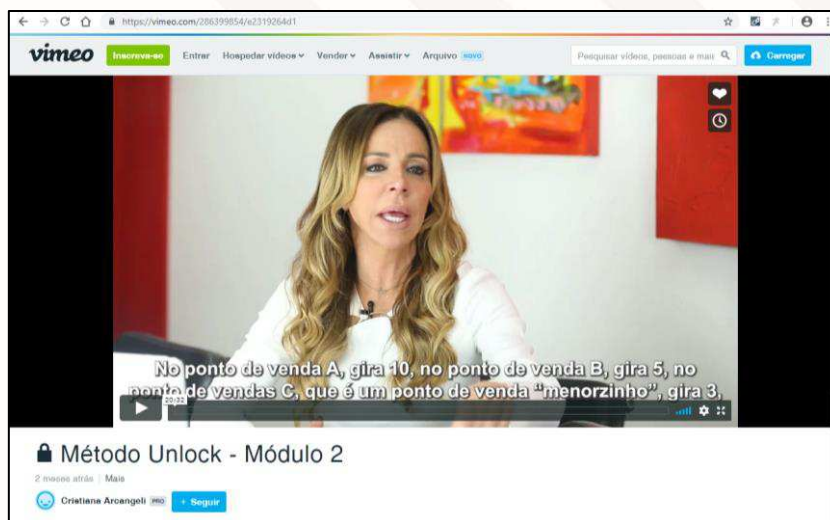 https://vimeo.com/286399854/e2319264d1
vimeo Inscreva-se Entrar Hospedar vídeos Vender Assistir Arquivo NOVO Pesquisar vídeos, pessoas e mais Carregar
No ponto de venda A, gira 10, no ponto de venda B, gira 5, no
ponto de vendas C, que é um ponto de venda “menorzinho”, gira 3,
20:32
Método Unlock - Módulo 2
2 meses atrás | Mais
Cristiana Arcangeli PRO + Seguir